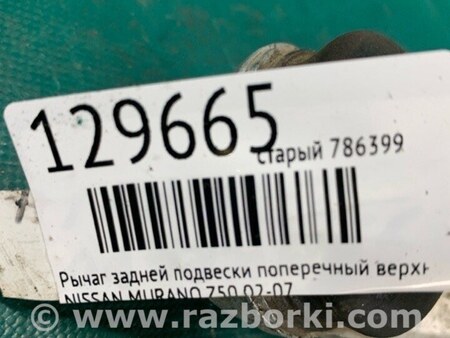 129665
старый 786399
Рычаг задней подвески поперечный верхн
NISSAN MURANO Z50 02-07
www.razborki.com